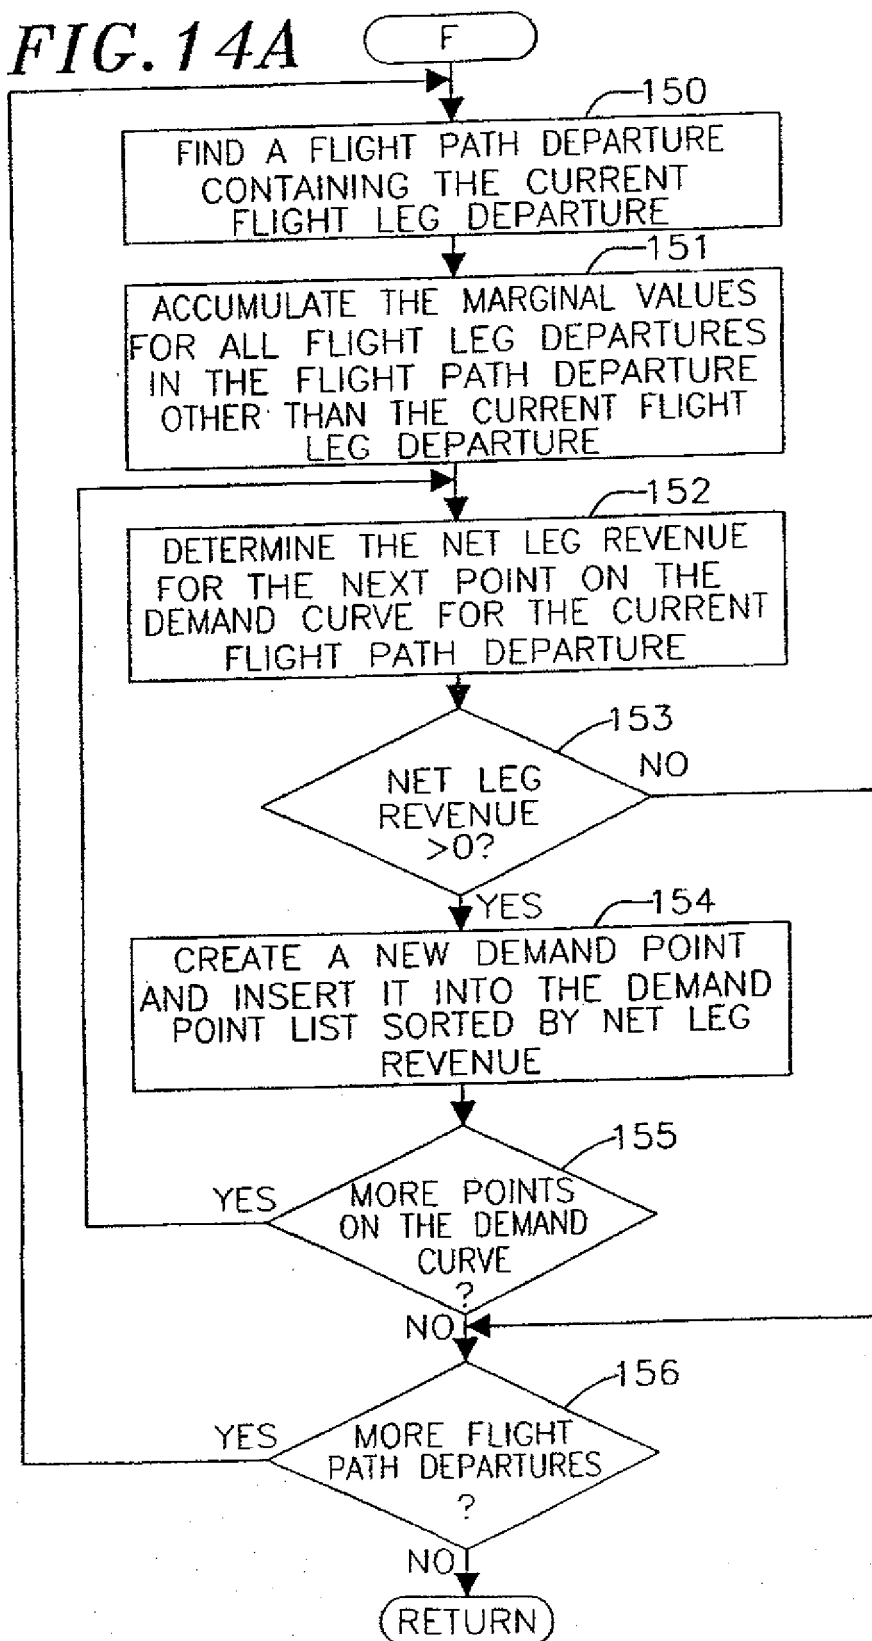 FIG. 14A
F
150
FIND A FLIGHT PATH DEPARTURE
CONTAINING THE CURRENT
FLIGHT LEG DEPARTURE
151
ACCUMULATE THE MARGINAL VALUES
FOR ALL FLIGHT LEG DEPARTURES
IN THE FLIGHT PATH DEPARTURE
OTHER THAN THE CURRENT FLIGHT
LEG DEPARTURE
152
DETERMINE THE NET LEG REVENUE
FOR THE NEXT POINT ON THE
DEMAND CURVE FOR THE CURRENT
FLIGHT PATH DEPARTURE
153
NO
NET LEG
REVENUE
>0?
YES
154
CREATE A NEW DEMAND POINT
AND INSERT IT INTO THE DEMAND
POINT LIST SORTED BY NET LEG
REVENUE
155
YES
MORE POINTS
ON THE DEMAND
CURVE
?
NO
156
YES
MORE FLIGHT
PATH DEPARTURES
?
NO
RETURN